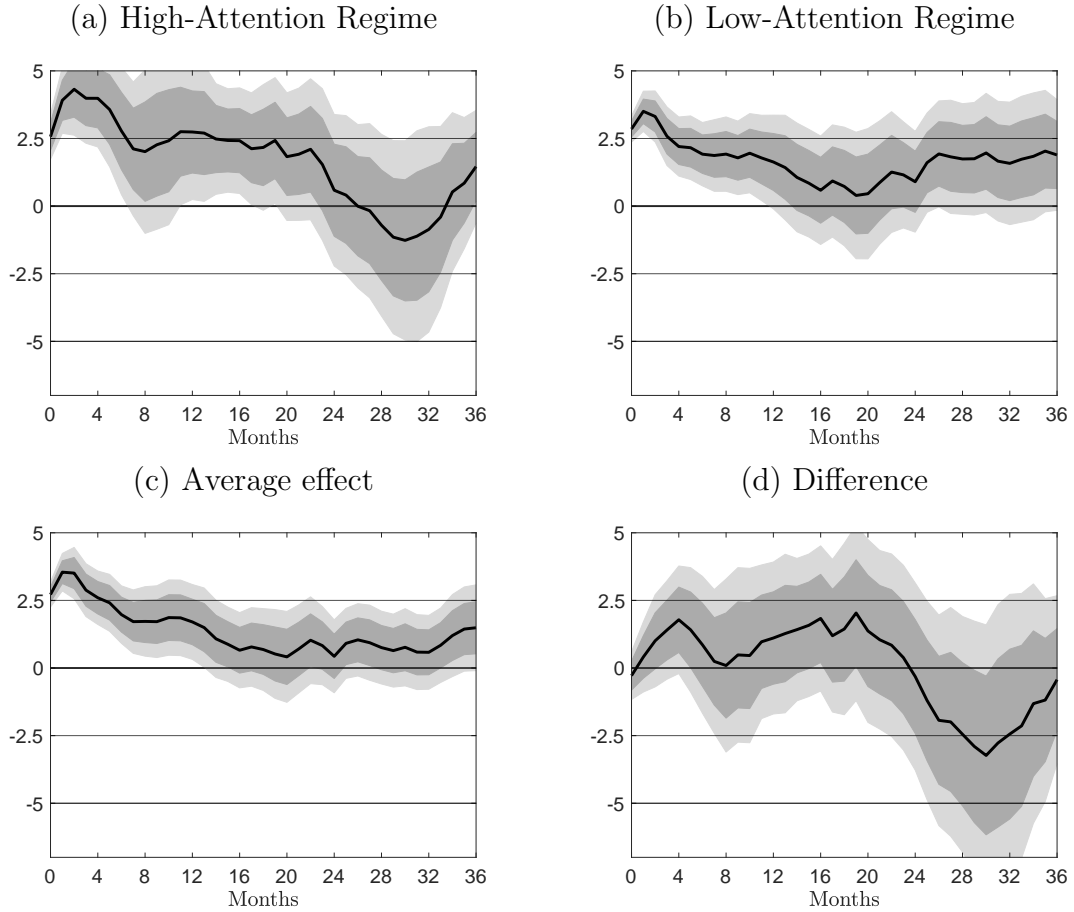 (a) High-Attention Regime
5
2.5
0
-2.5
-5
0 4 8 12 16 20 24 28 32 36
Months
(b) Low-Attention Regime
5
2.5
0
-2.5
-5
0 4 8 12 16 20 24 28 32 36
Months
(c) Average effect
5
2.5
0
-2.5
-5
0 4 8 12 16 20 24 28 32 36
Months
(d) Difference
5
2.5
0
-2.5
-5
0 4 8 12 16 20 24 28 32 36
Months